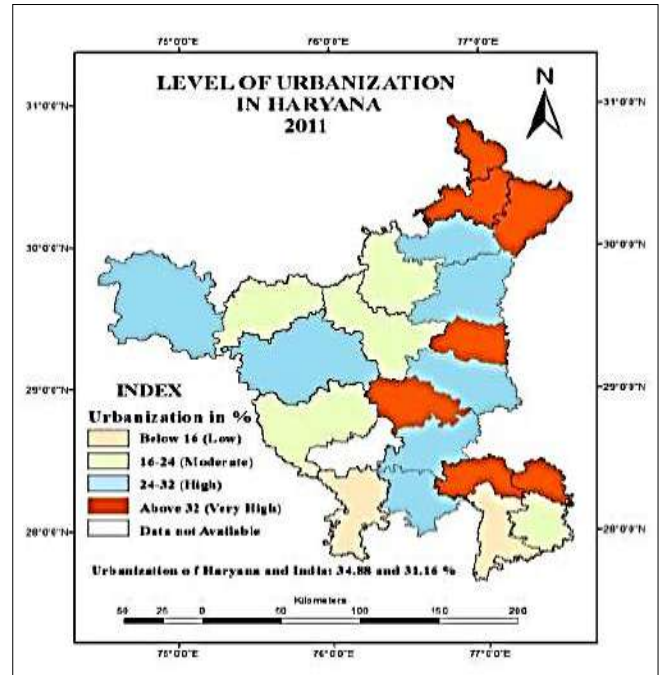 75°0'0"E 76°0'0"E 77°0'0"E
LEVEL OF URBANIZATION
IN HARYANA
2011
N
31°0'0"N 31°0'0"N
30°0'0"N 30°0'0"N
29°0'0"N 29°0'0"N
28°0'0"N 28°0'0"N
INDEX
Urbanization in %
Below 16 (Low)
16-24 (Moderate)
24-32 (High)
Above 32 (Very High)
Data not Available
Urbanization of Haryana and India: 34.88 and 31.16 %
Kilometers
50 25 0 50 100 150 200
75°0'0"E 76°0'0"E 77°0'0"E